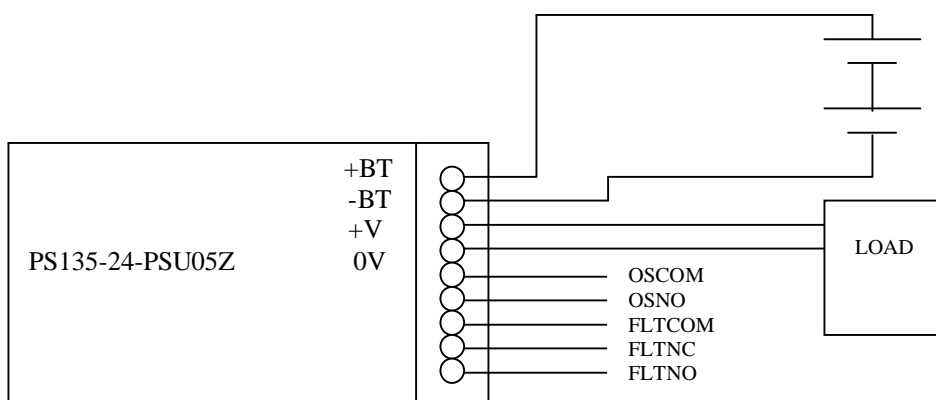 +BT
-BT
+V
PS135-24-PSU05Z 0V
LOAD
OSCOM
OSNO
FLTCOM
FLTNC
FLTNO